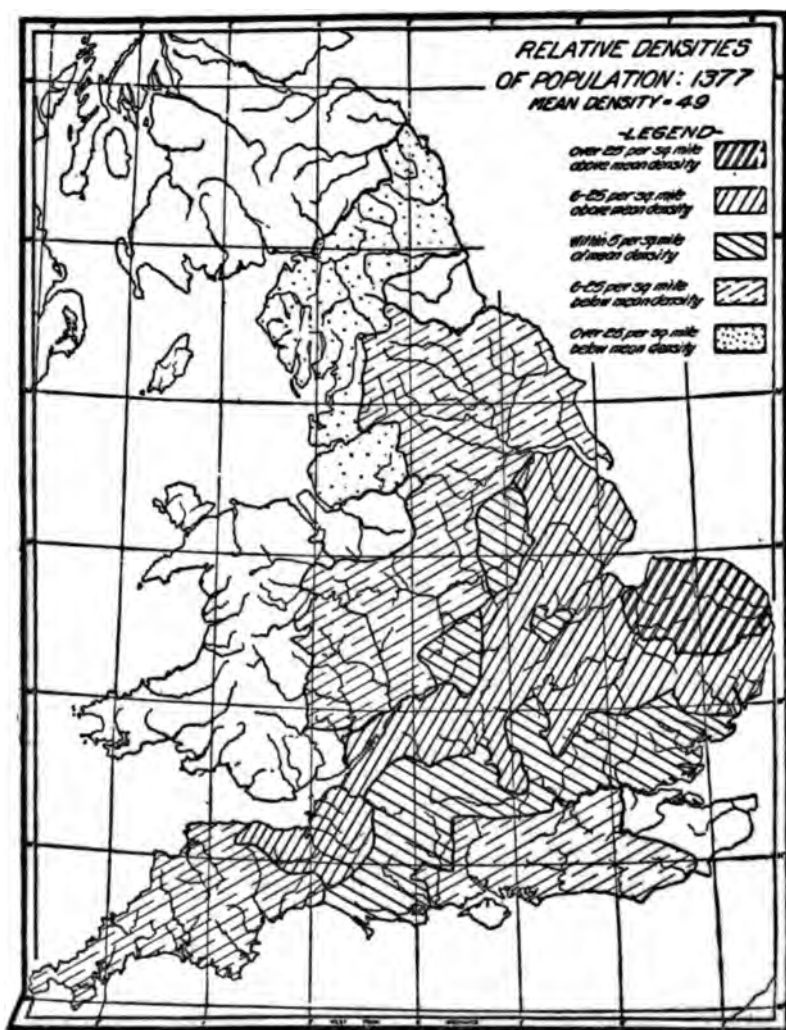 RELATIVE DENSITIES
OF POPULATION: 1377
MEAN DENSITY = 49
-LEGEND-
Over 25 per sq mile
above mean density
6-25 per sq mile
above mean density
Within 5 per sq mile
of mean density
6-25 per sq mile
below mean density
Over 25 per sq mile
below mean density